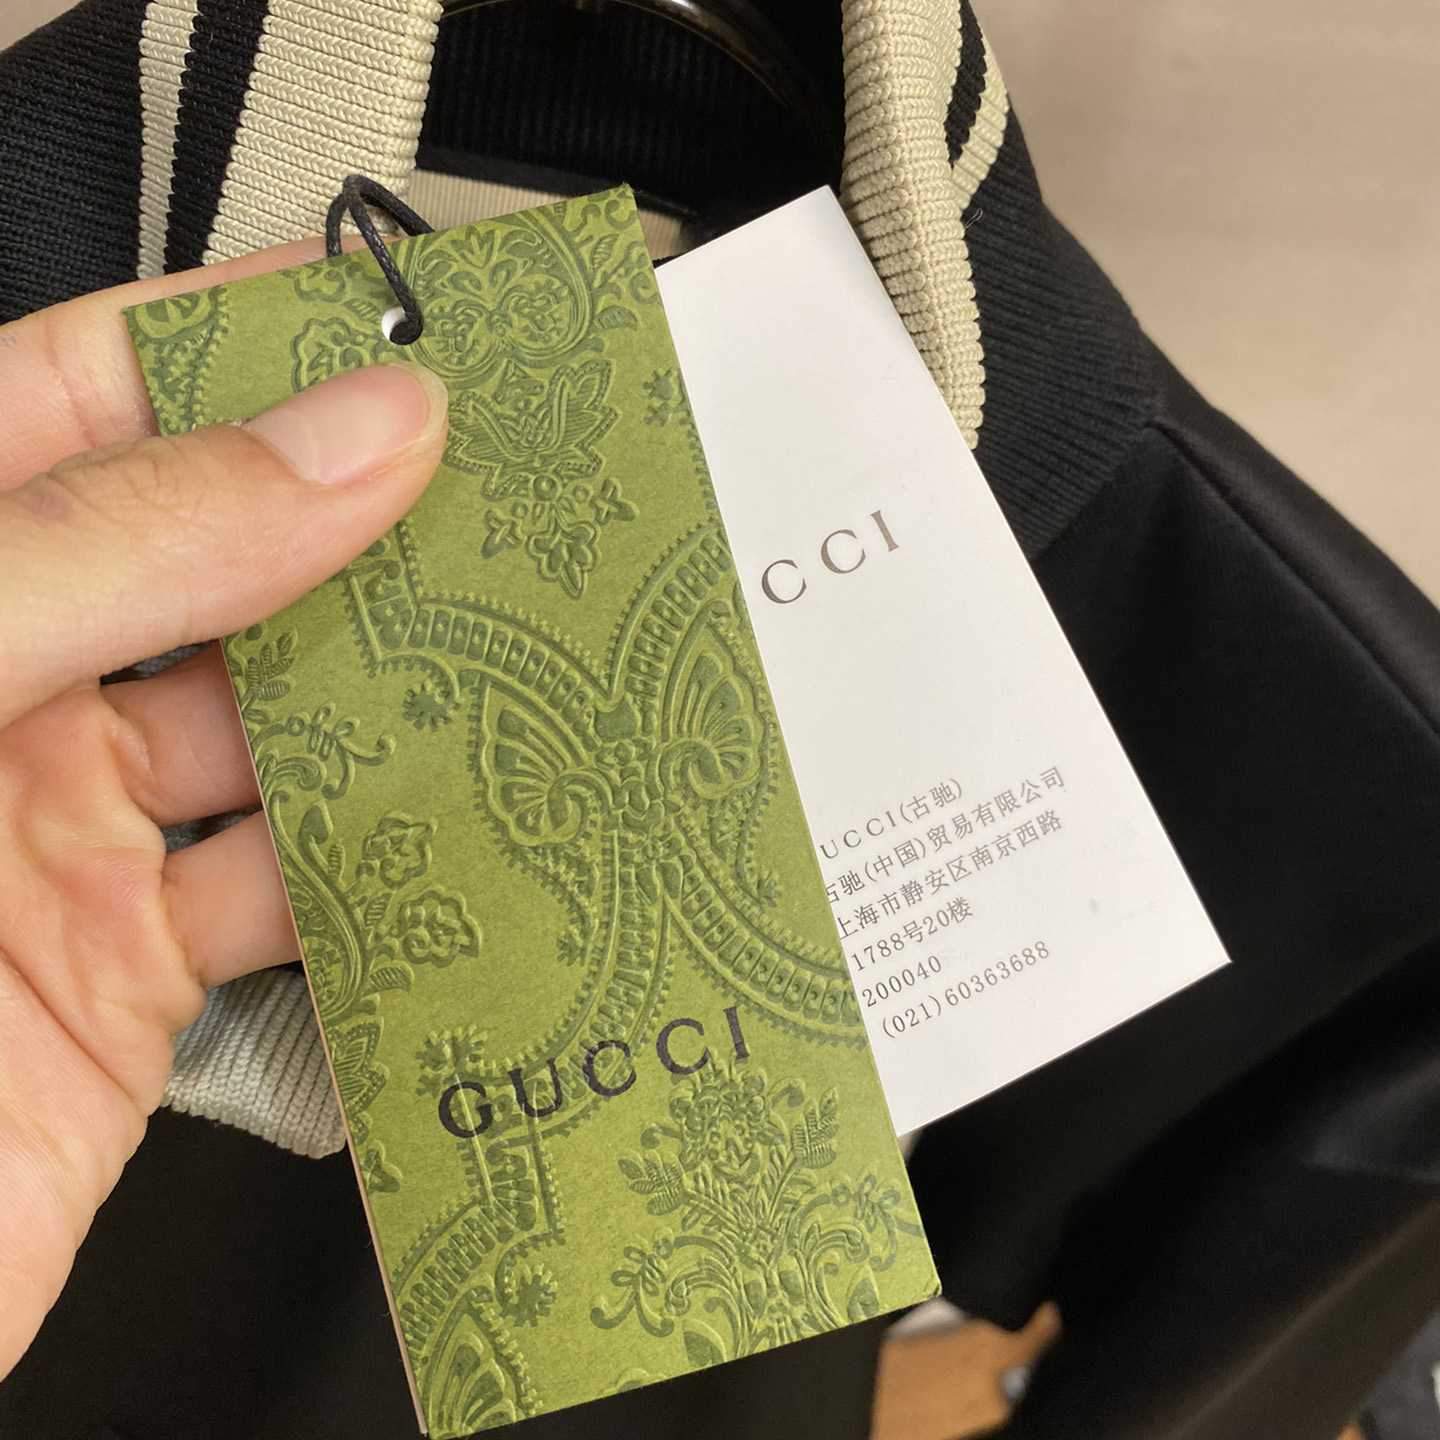 GUCCI
CCI
UCCI(古驰)
古驰(中国)贸易有限公司
上海市静安区南京西路
1788号20楼
200040
(021)60363688